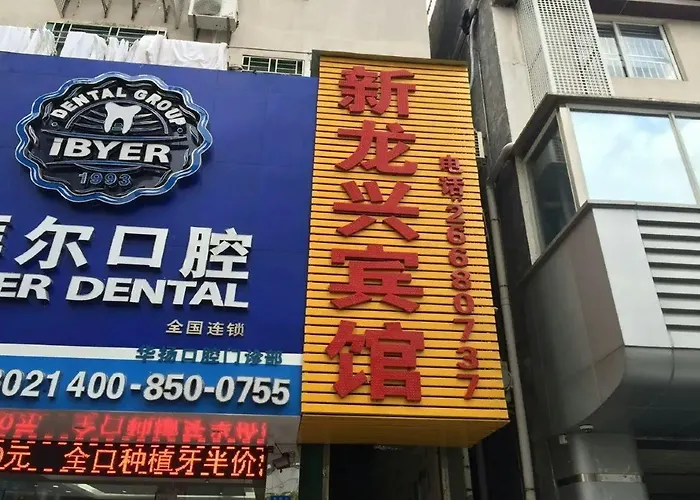 DENTAL GROUP
IBYER
1993
尔口腔
ER DENTAL
全国连锁
华扬口腔门诊部
3021 400-850-0755
元 全口种植牙半价
新龙兴宾馆
电话:26680737